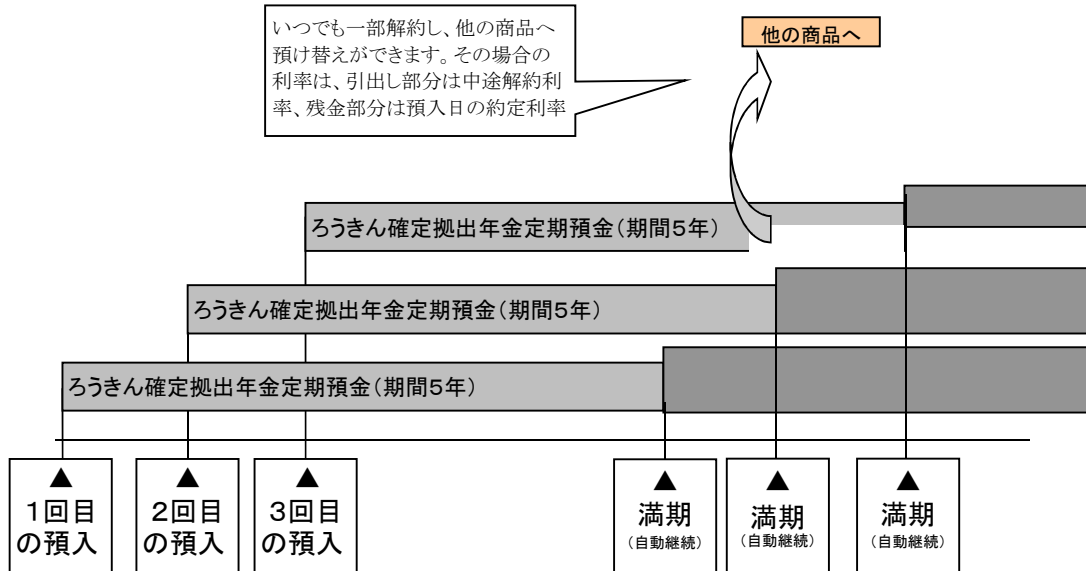 いつでも一部解約し、他の商品へ
預け替えができます。その場合の
利率は、引出し部分は中途解約利
率、残金部分は預入日の約定利率
他の商品へ
ろうきん確定拠出年金定期預金(期間5年)
ろうきん確定拠出年金定期預金(期間5年)
ろうきん確定拠出年金定期預金(期間5年)
▲
1回目
の預入
▲
2回目
の預入
▲
3回目
の預入
▲
満期
(自動継続)
▲
満期
(自動継続)
▲
満期
(自動継続)